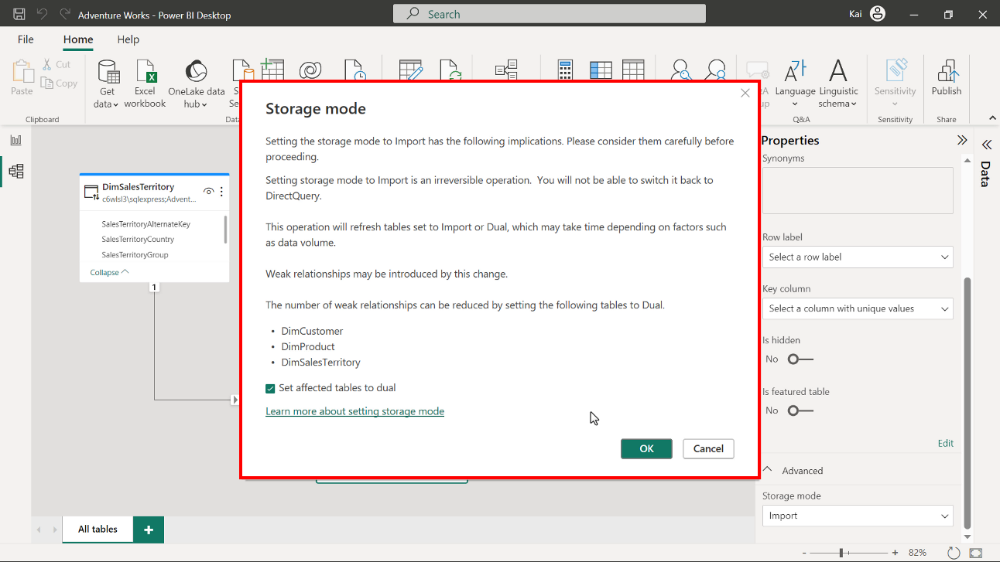 Adventure Works - Power BI Desktop
Search
Kai
File
Home
Help
Paste
Cut
Copy
Clipboard
Get
data
Excel
workbook
OneLake data
hub
Language
Linguistic
schema
Q&A
Sensitivity
Sensitivity
Publish
Share
DimSalesTerritory
c6wlsl3\sqlexpress;Advent...
SalesTerritoryAlternateKey
SalesTerritoryCountry
SalesTerritoryGroup
Collapse
1
Storage mode
Setting the storage mode to Import has the following implications. Please consider them carefully before
proceeding.
Setting storage mode to Import is an irreversible operation. You will not be able to switch it back to
DirectQuery.
This operation will refresh tables set to Import or Dual, which may take time depending on factors such
as data volume.
Weak relationships may be introduced by this change.
The number of weak relationships can be reduced by setting the following tables to Dual.
• DimCustomer
• DimProduct
• DimSalesTerritory
Set affected tables to dual
Learn more about setting storage mode
OK
Cancel
Properties
Synonyms
Row label
Select a row label
Key column
Select a column with unique values
Is hidden
No
Is featured table
No
Edit
Advanced
Storage mode
Import
Data
All tables
- + 82%